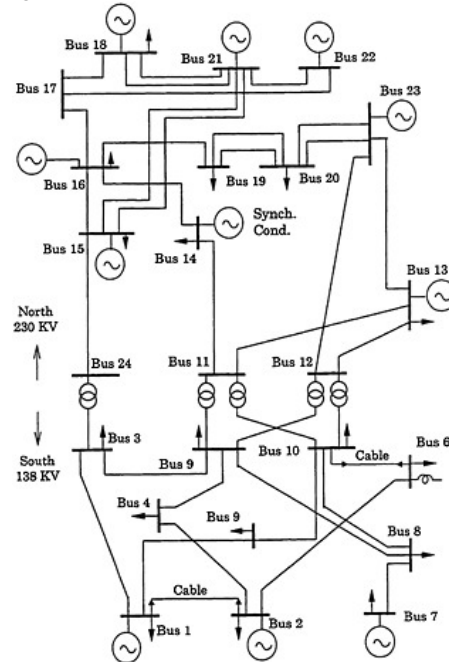 Bus 18
Bus 21
Bus 22
Bus 17
Bus 23
Bus 16
Bus 19
Bus 20
Synch.
Cond.
Bus 15
Bus 14
Bus 13
North
230 KV
Bus 24
Bus 11
Bus 12
Bus 3
Bus 9
Bus 10
Bus 6
South
138 KV
Cable
Bus 4
Bus 9
Bus 8
Cable
Bus 1
Bus 2
Bus 7